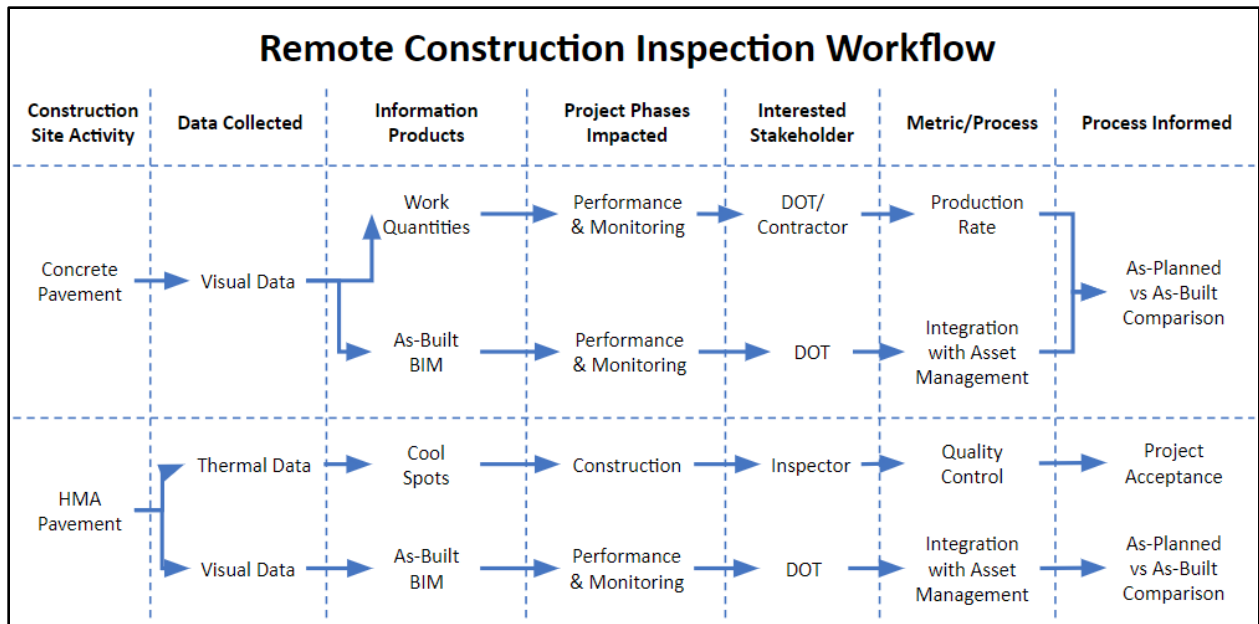 Remote Construction Inspection Workflow
Construction
Site Activity
Data Collected
Information
Products
Project Phases
Impacted
Interested
Stakeholder
Metric/Process
Process Informed
Concrete
Pavement
Visual Data
Work
Quantities
Performance
& Monitoring
DOT/
Contractor
Production
Rate
As-Built
BIM
Performance
& Monitoring
DOT
Integration
with Asset
Management
As-Planned
vs As-Built
Comparison
HMA
Pavement
Thermal Data
Cool
Spots
Construction
Inspector
Quality
Control
Project
Acceptance
Visual Data
As-Built
BIM
Performance
& Monitoring
DOT
Integration
with Asset
Management
As-Planned
vs As-Built
Comparison